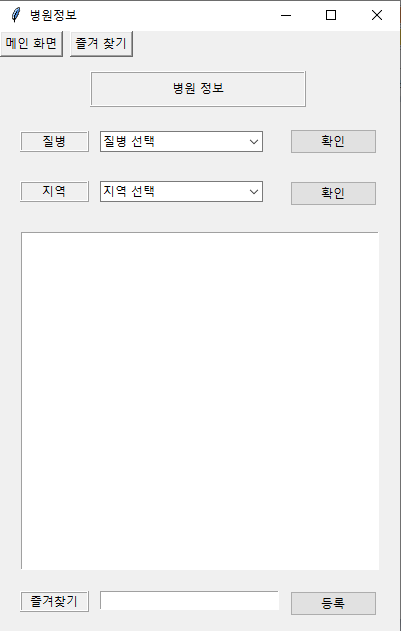 병원정보
메인 화면 즐겨 찾기
병원 정보
질병 질병 선택 확인
지역 지역 선택 확인
즐겨찾기 등록